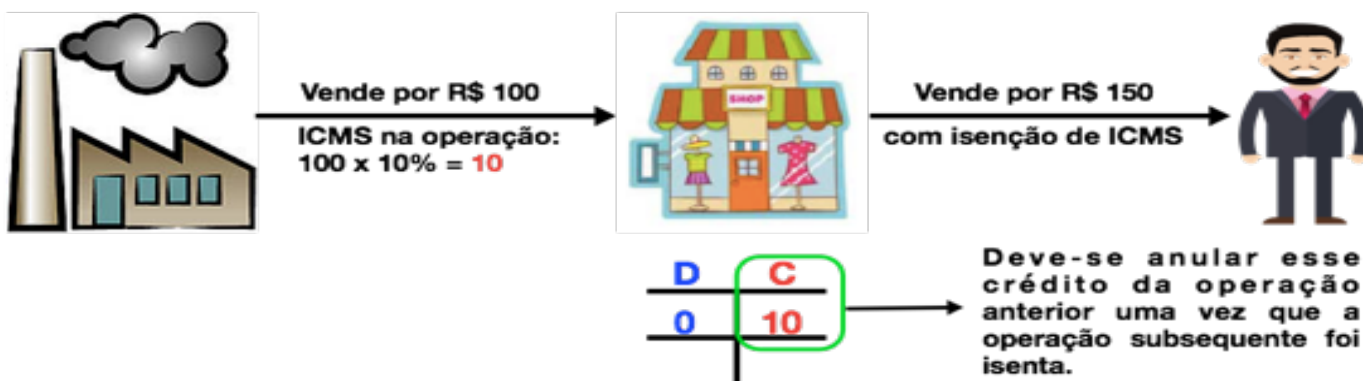 Vende por R$ 100
ICMS na operação:
100 x 10% = 10
SHOP
Vende por R$ 150
com isenção de ICMS
D C
0 10
Deve-se anular esse
crédito da operação
anterior uma vez que a
operação subsequente foi
isenta.